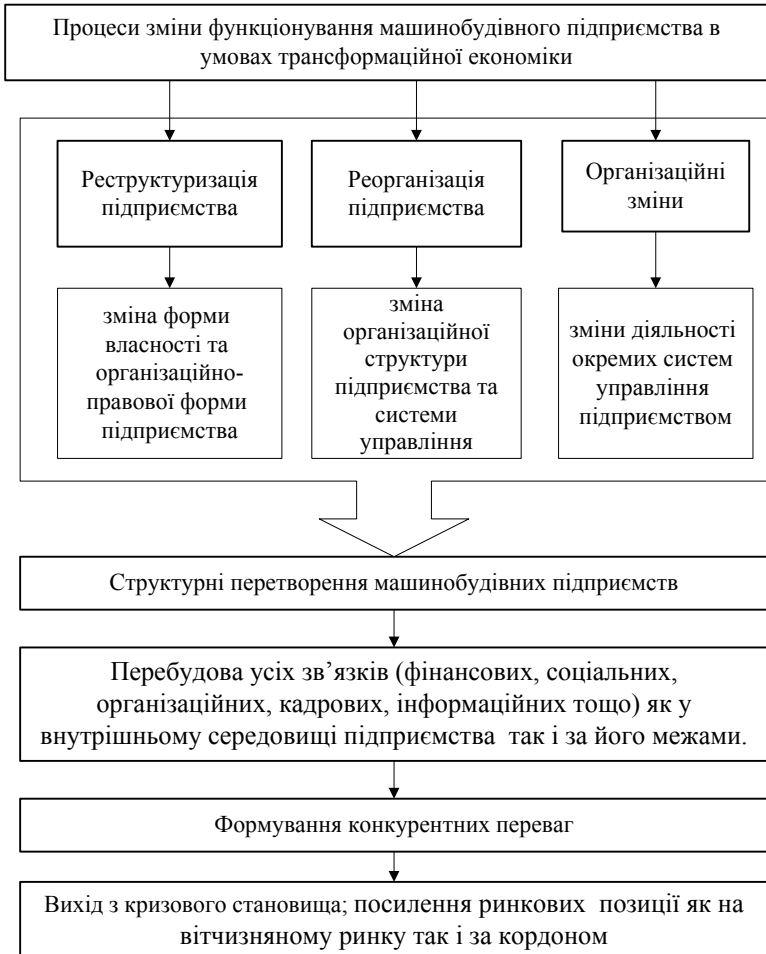 Процеси зміни функціонування машинобудівного підприємства в
умовах трансформаційної економіки
Реструктуризація
підприємства
Реорганізація
підприємства
Організаційні
зміни
зміна форми
власності та
організаційно-
правової форми
підприємства
зміна
організаційної
структури
підприємства та
системи
управління
зміни діяльності
окремих систем
управління
підприємством
Структурні перетворення машинобудівних підприємств
Перебудова усіх зв’язків (фінансових, соціальних,
організаційних, кадрових, інформаційних тощо) як у
внутрішньому середовищі підприємства так і за його межами.
Формування конкурентних переваг
Вихід з кризового становища; посилення ринкових позиції як на
вітчизняному ринку так і за кордоном